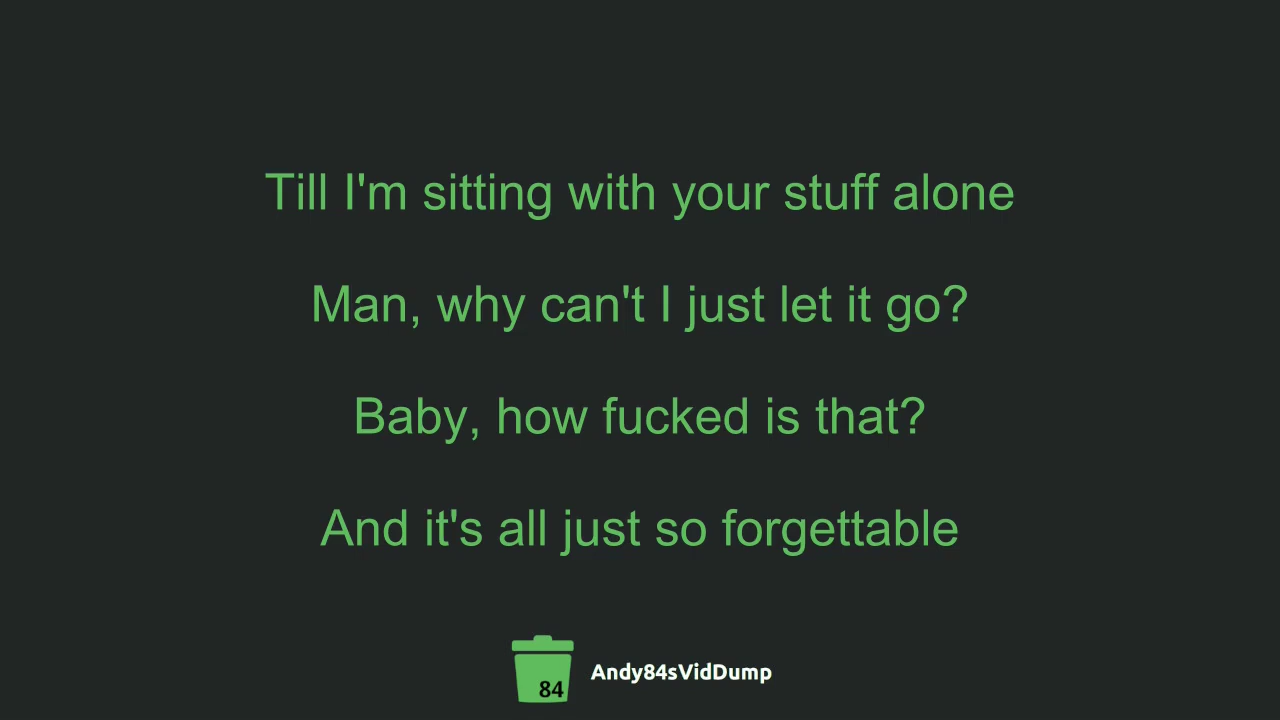 Till I'm sitting with your stuff alone
Man, why can't I just let it go?
Baby, how fucked is that?
And it's all just so forgettable
84
Andy84sVidDump